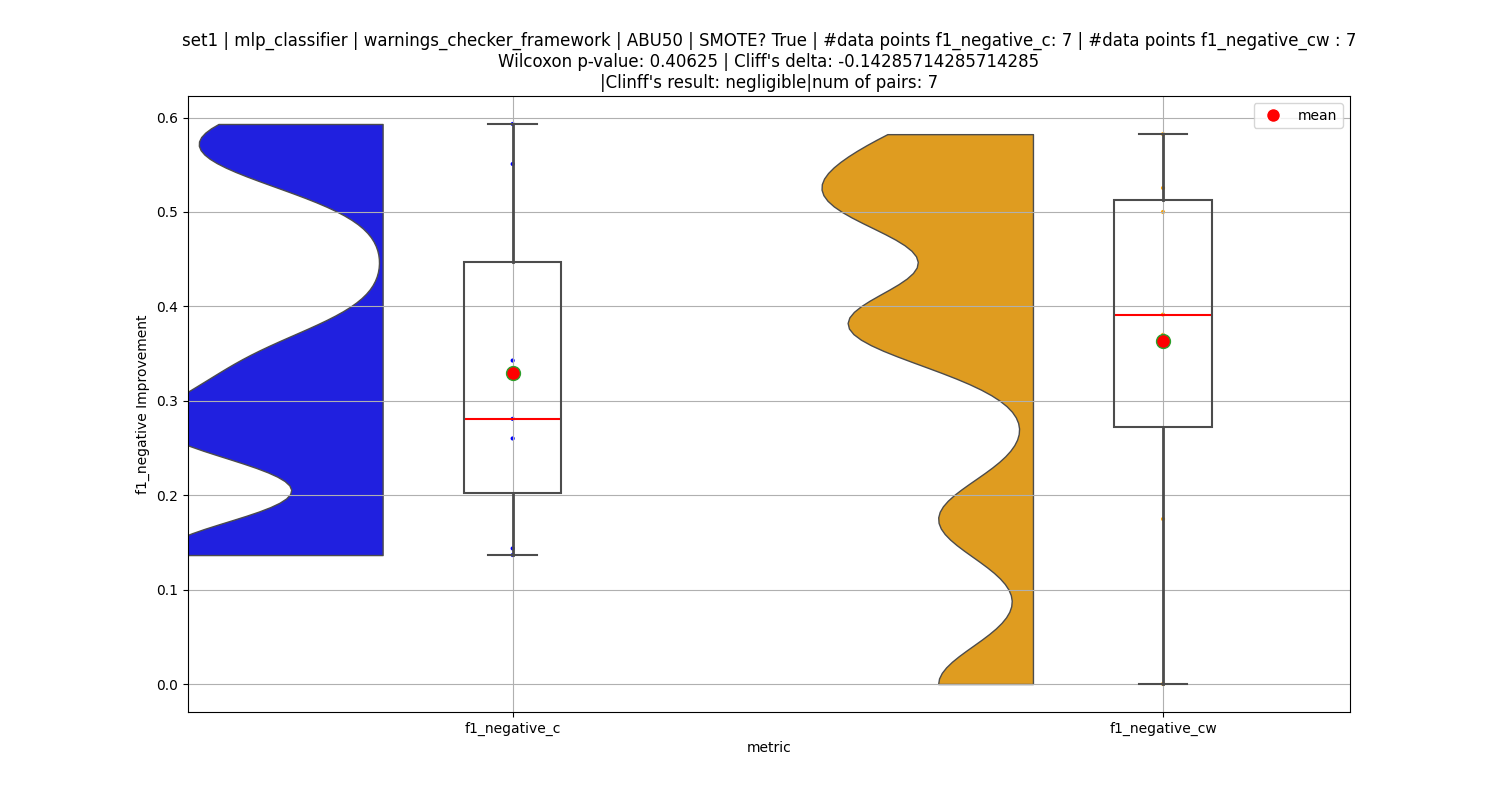 set1 | mlp_classifier | warnings_checker_framework | ABU50 | SMOTE? True | #data points f1_negative_c: 7 | #data points f1_negative_cw : 7
Wilcoxon p-value: 0.40625 | Cliff's delta: -0.14285714285714285
|Clinff's result: negligible|num of pairs: 7
mean
0.6
0.5
0.4
0.3
0.2
0.1
0.0
f1_negative Improvement
f1_negative_c
f1_negative_cw
metric